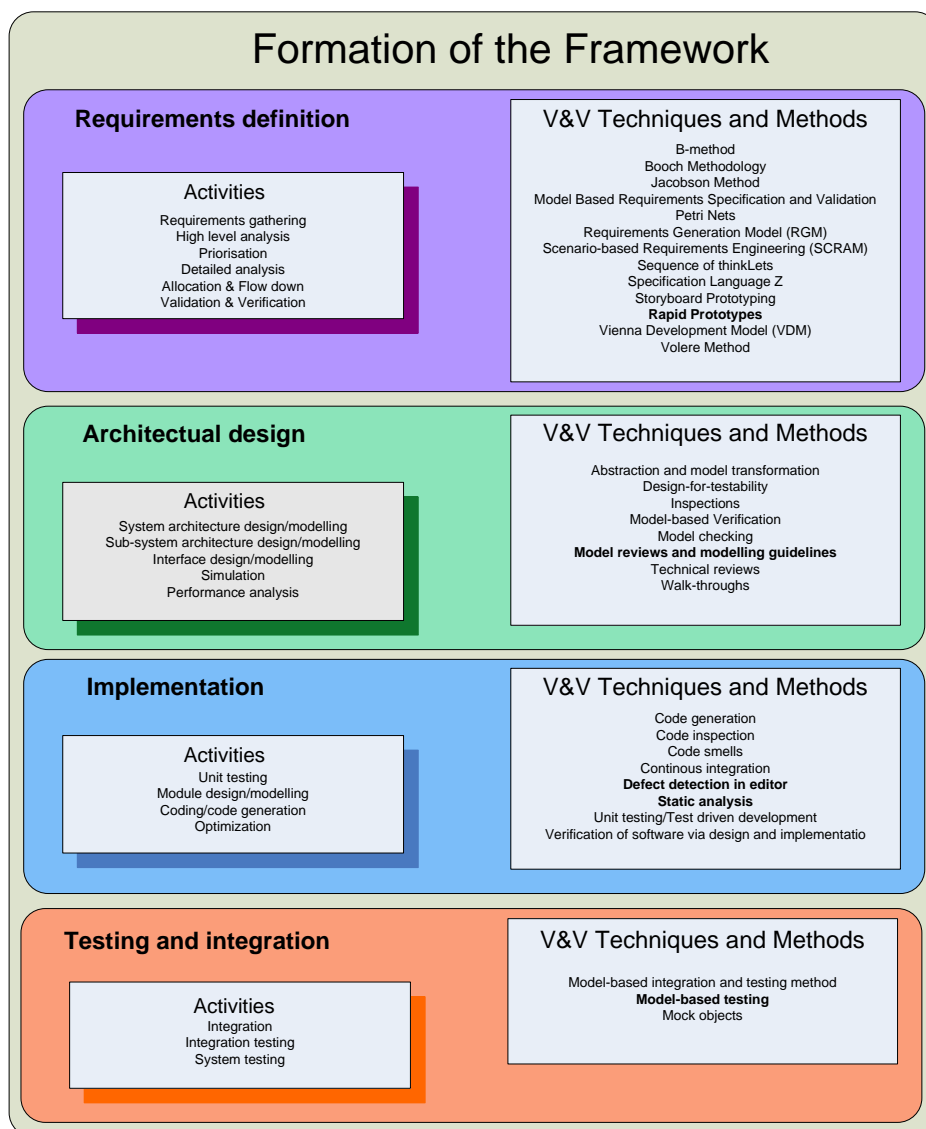 Formation of the Framework
Requirements definition
Activities
Requirements gathering
High level analysis
Priorisation
Detailed analysis
Allocation & Flow down
Validation & Verification
V&V Techniques and Methods
B-method
Booch Methodology
Jacobson Method
Model Based Requirements Specification and Validation
Petri Nets
Requirements Generation Model (RGM)
Scenario-based Requirements Engineering (SCRAM)
Sequence of thinkLets
Specification Language Z
Storyboard Prototyping
Rapid Prototypes
Vienna Development Model (VDM)
Volere Method
Architectual design
Activities
System architecture design/modelling
Sub-system architecture design/modelling
Interface design/modelling
Simulation
Performance analysis
V&V Techniques and Methods
Abstraction and model transformation
Design-for-testability
Inspections
Model-based Verification
Model checking
Model reviews and modelling guidelines
Technical reviews
Walk-throughs
Implementation
Activities
Unit testing
Module design/modelling
Coding/code generation
Optimization
V&V Techniques and Methods
Code generation
Code inspection
Code smells
Continous integration
Defect detection in editor
Static analysis
Unit testing/Test driven development
Verification of software via design and implementatio
Testing and integration
Activities
Integration
Integration testing
System testing
V&V Techniques and Methods
Model-based integration and testing method
Model-based testing
Mock objects